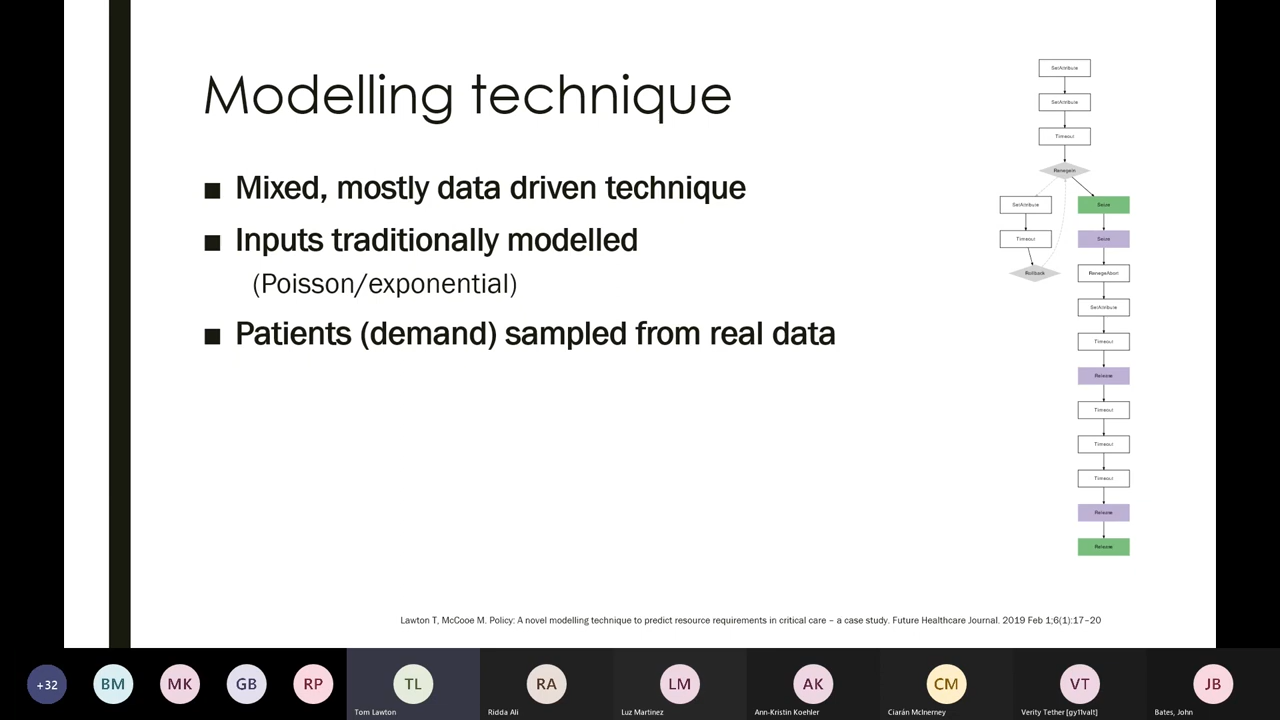 Modelling technique
■ Mixed, mostly data driven technique
■ Inputs traditionally modelled
(Poisson/exponential)
■ Patients (demand) sampled from real data
SetAttribute
SetAttribute
Timeout
RenegeIn
SetAttribute
Timeout
Rollback
Seize
Seize
RenegeAbort
SetAttribute
Timeout
Release
Timeout
Timeout
Timeout
Release
Release
Lawton T, McCooe M. Policy: A novel modelling technique to predict resource requirements in critical care – a case study. Future Healthcare Journal. 2019 Feb 1;6(1):17–20
+32
BM
MK
GB
RP
TL
Tom Lawton
RA
Ridda Ali
LM
Luz Martinez
AK
Ann-Kristin Koehler
CM
Ciarán McInerney
VT
Verity Tether [gy11valt]
JB
Bates, John